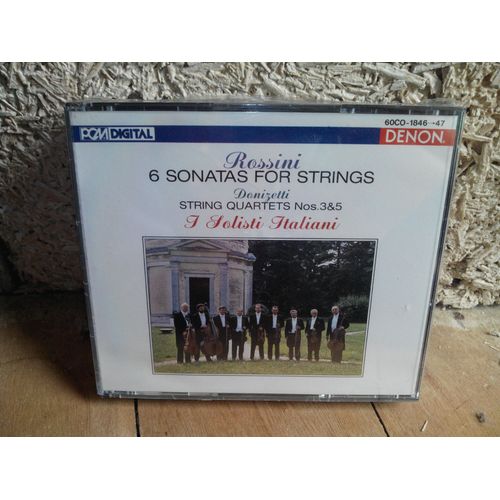 60CO-1846→47
PCM DIGITAL
DENON
Rossini
6 SONATAS FOR STRINGS
Donizetti
STRING QUARTETS Nos.3&5
I Solisti Italiani